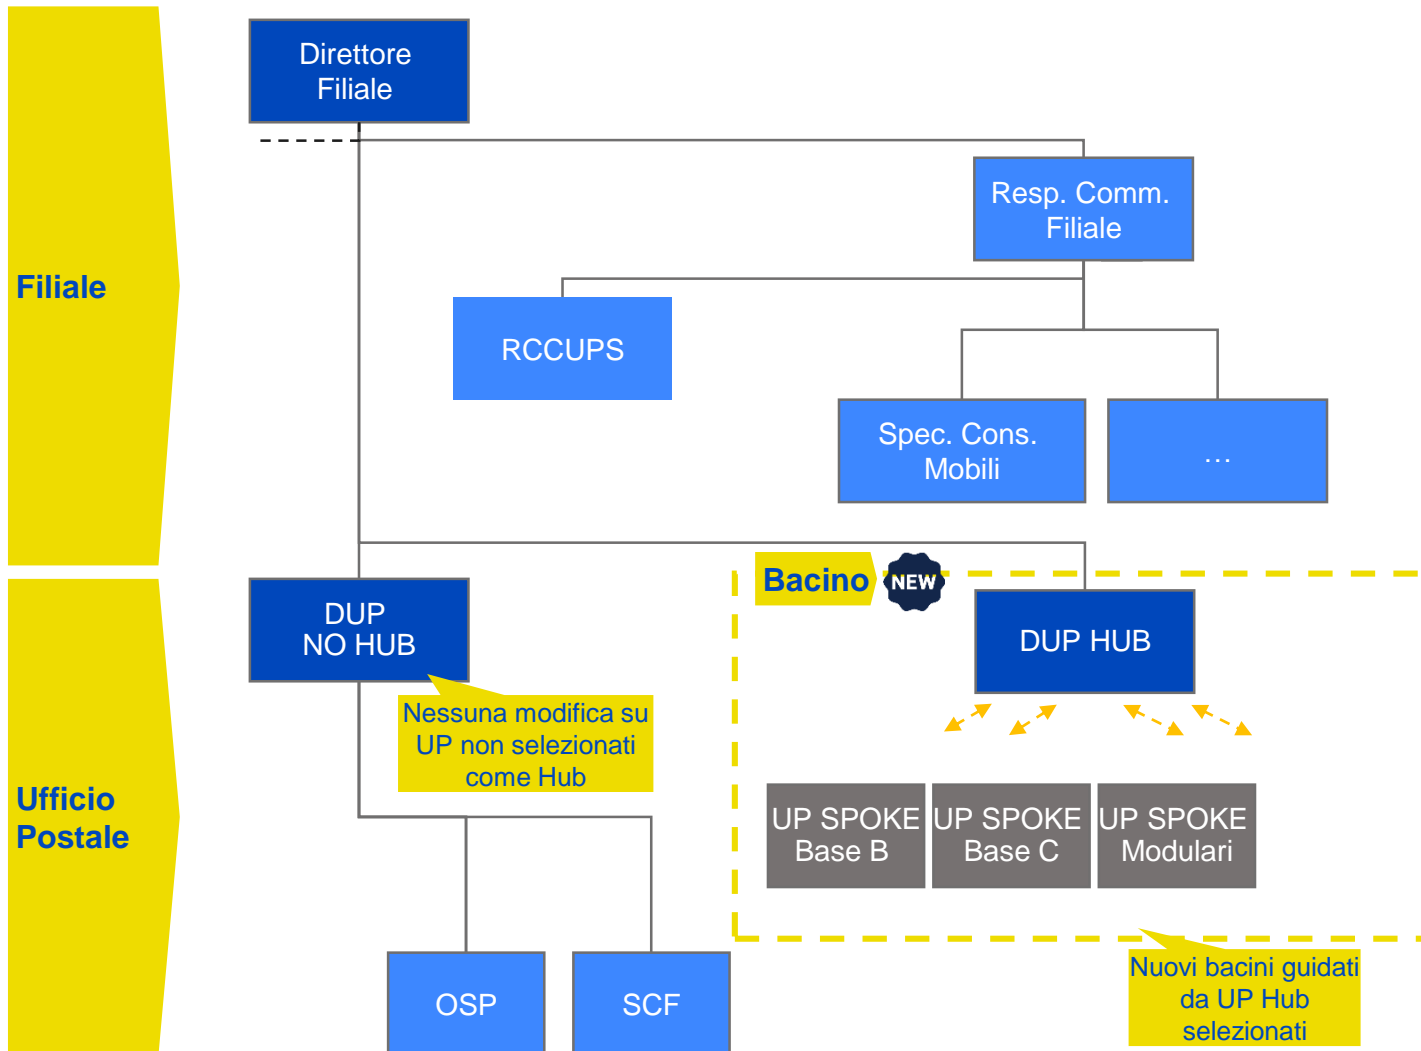 Direttore
Filiale
Resp. Comm.
Filiale
Filiale
RCCUPS
Spec. Cons.
Mobili
…
Bacino
NEW
DUP
NO HUB
DUP HUB
Nessuna modifica su
UP non selezionati
come Hub
Ufficio
Postale
UP SPOKE
Base B
UP SPOKE
Base C
UP SPOKE
Modulari
OSP
SCF
Nuovi bacini guidati
da UP Hub
selezionati